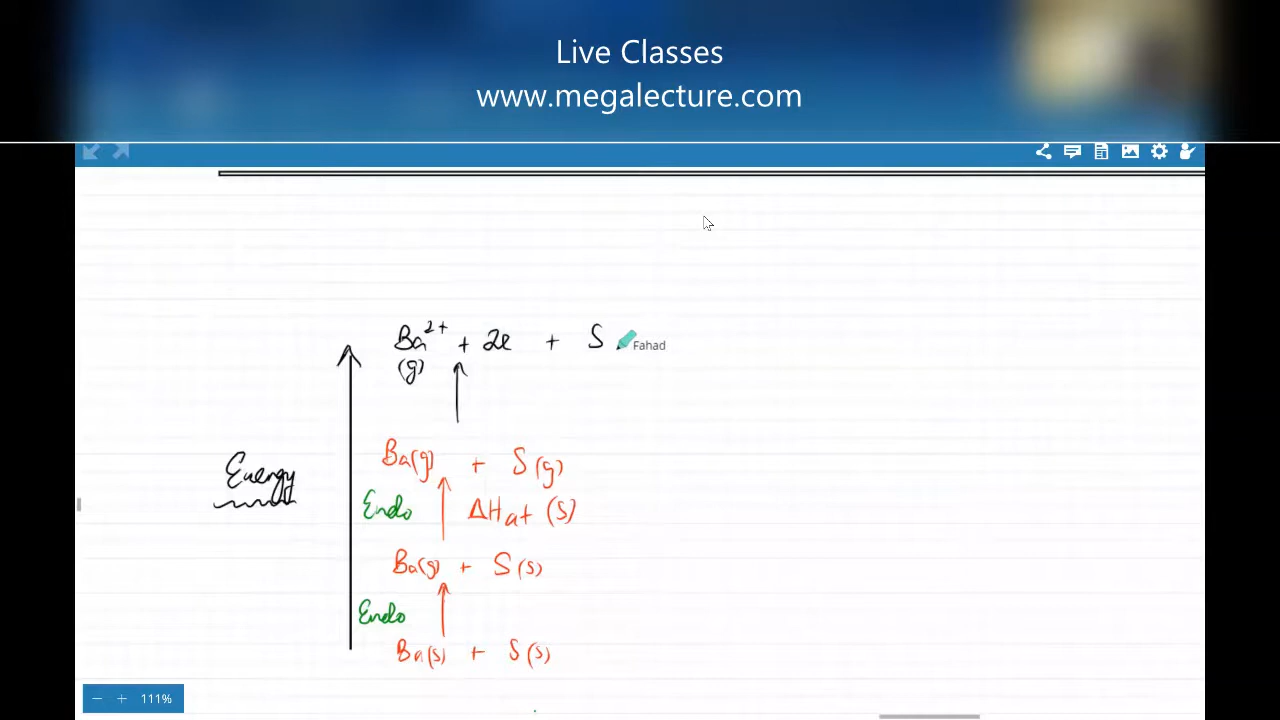 Live Classes
www.megalecture.com
Ba²⁺ + 2e + S
(g)
Fahad
Ba(g) + S(g)
Energy
Endo ΔHat (S)
Ba(g) + S(s)
Endo
Ba(s) + S(s)
111%